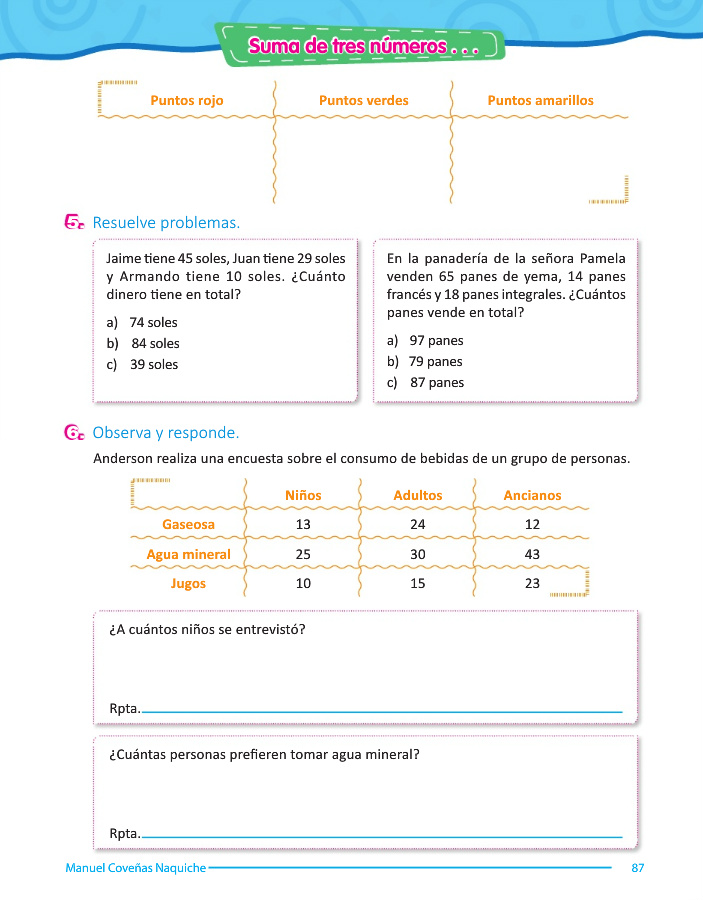 Suma de tres números . . .
Puntos rojo Puntos verdes Puntos amarillos
5. Resuelve problemas.
Jaime tiene 45 soles, Juan tiene 29 soles
y Armando tiene 10 soles. ¿Cuánto
dinero tiene en total?
a) 74 soles
b) 84 soles
c) 39 soles
En la panadería de la señora Pamela
venden 65 panes de yema, 14 panes
francés y 18 panes integrales. ¿Cuántos
panes vende en total?
a) 97 panes
b) 79 panes
c) 87 panes
6. Observa y responde.
Anderson realiza una encuesta sobre el consumo de bebidas de un grupo de personas.
Niños Adultos Ancianos
Gaseosa 13 24 12
Agua mineral 25 30 43
Jugos 10 15 23
¿A cuántos niños se entrevistó?
Rpta.
¿Cuántas personas prefieren tomar agua mineral?
Rpta.
Manuel Coveñas Naquiche 87